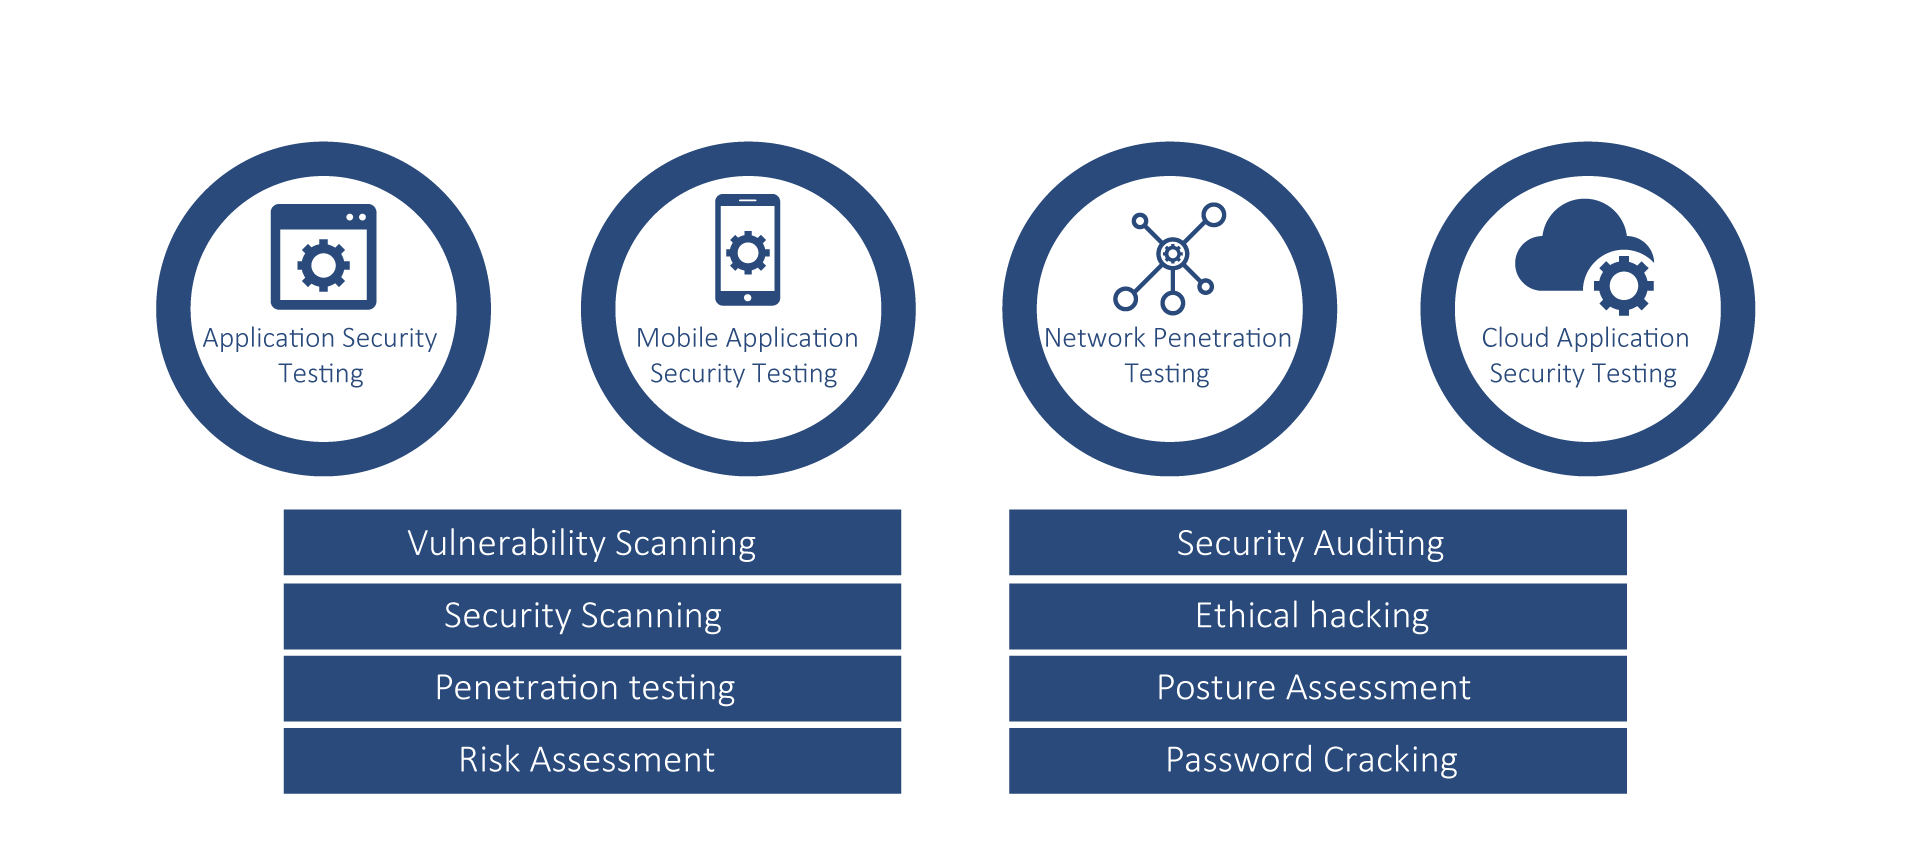 Application Security
Testing
Mobile Application
Security Testing
Network Penetration
Testing
Cloud Application
Security Testing
Vulnerability Scanning
Security Scanning
Penetration testing
Risk Assessment
Security Auditing
Ethical hacking
Posture Assessment
Password Cracking